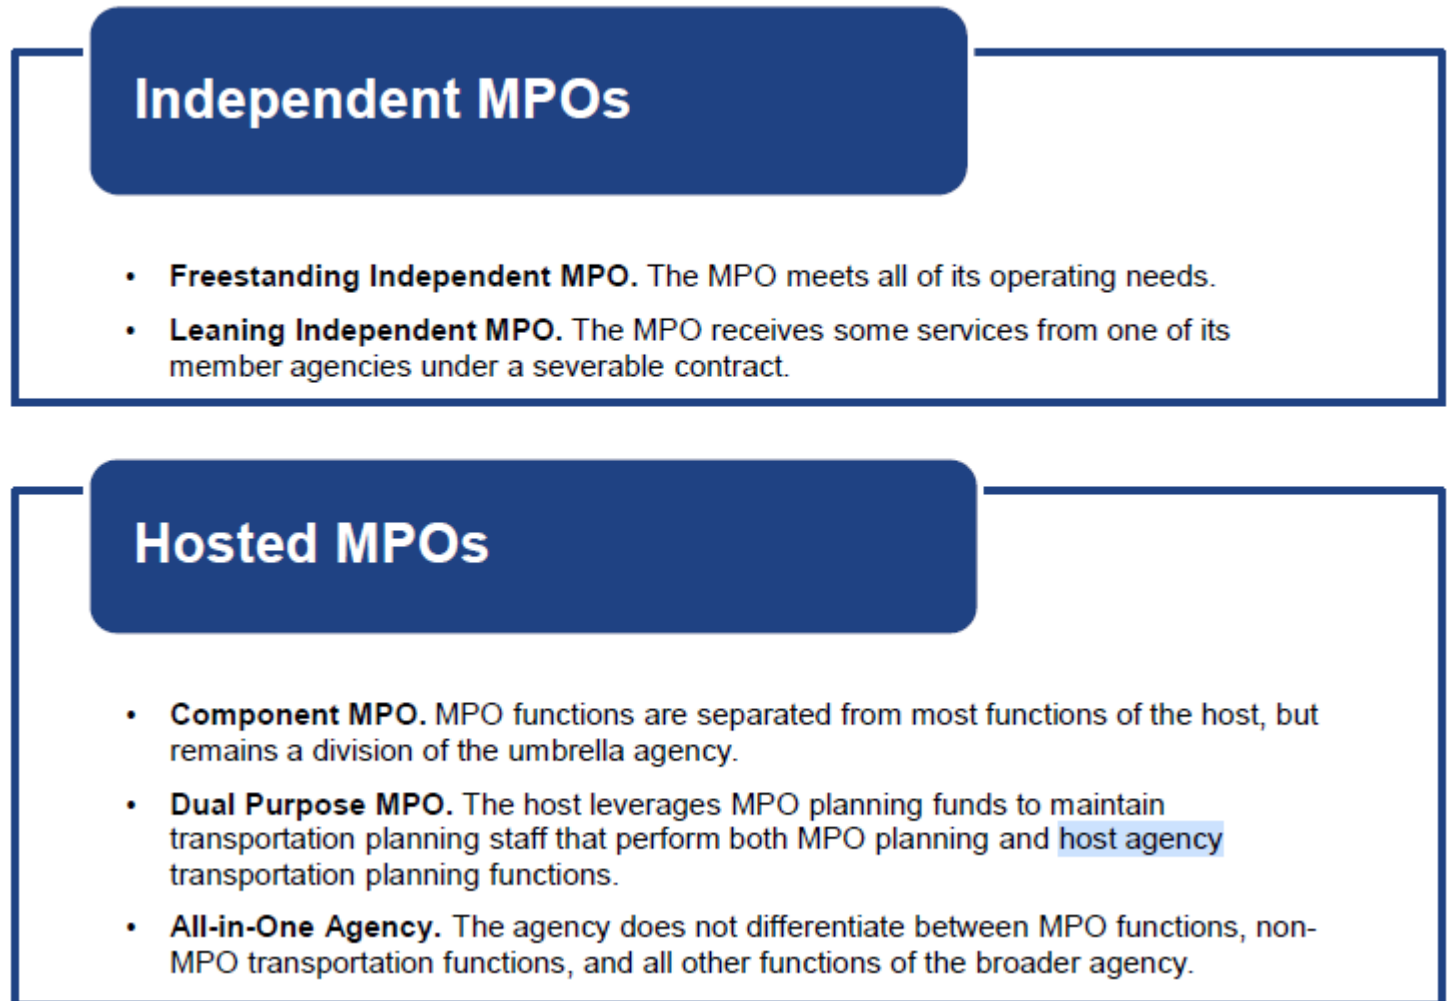 Independent MPOs
• Freestanding Independent MPO. The MPO meets all of its operating needs.
• Leaning Independent MPO. The MPO receives some services from one of its
member agencies under a severable contract.
Hosted MPOs
• Component MPO. MPO functions are separated from most functions of the host, but
remains a division of the umbrella agency.
• Dual Purpose MPO. The host leverages MPO planning funds to maintain
transportation planning staff that perform both MPO planning and host agency
transportation planning functions.
• All-in-One Agency. The agency does not differentiate between MPO functions, non-
MPO transportation functions, and all other functions of the broader agency.